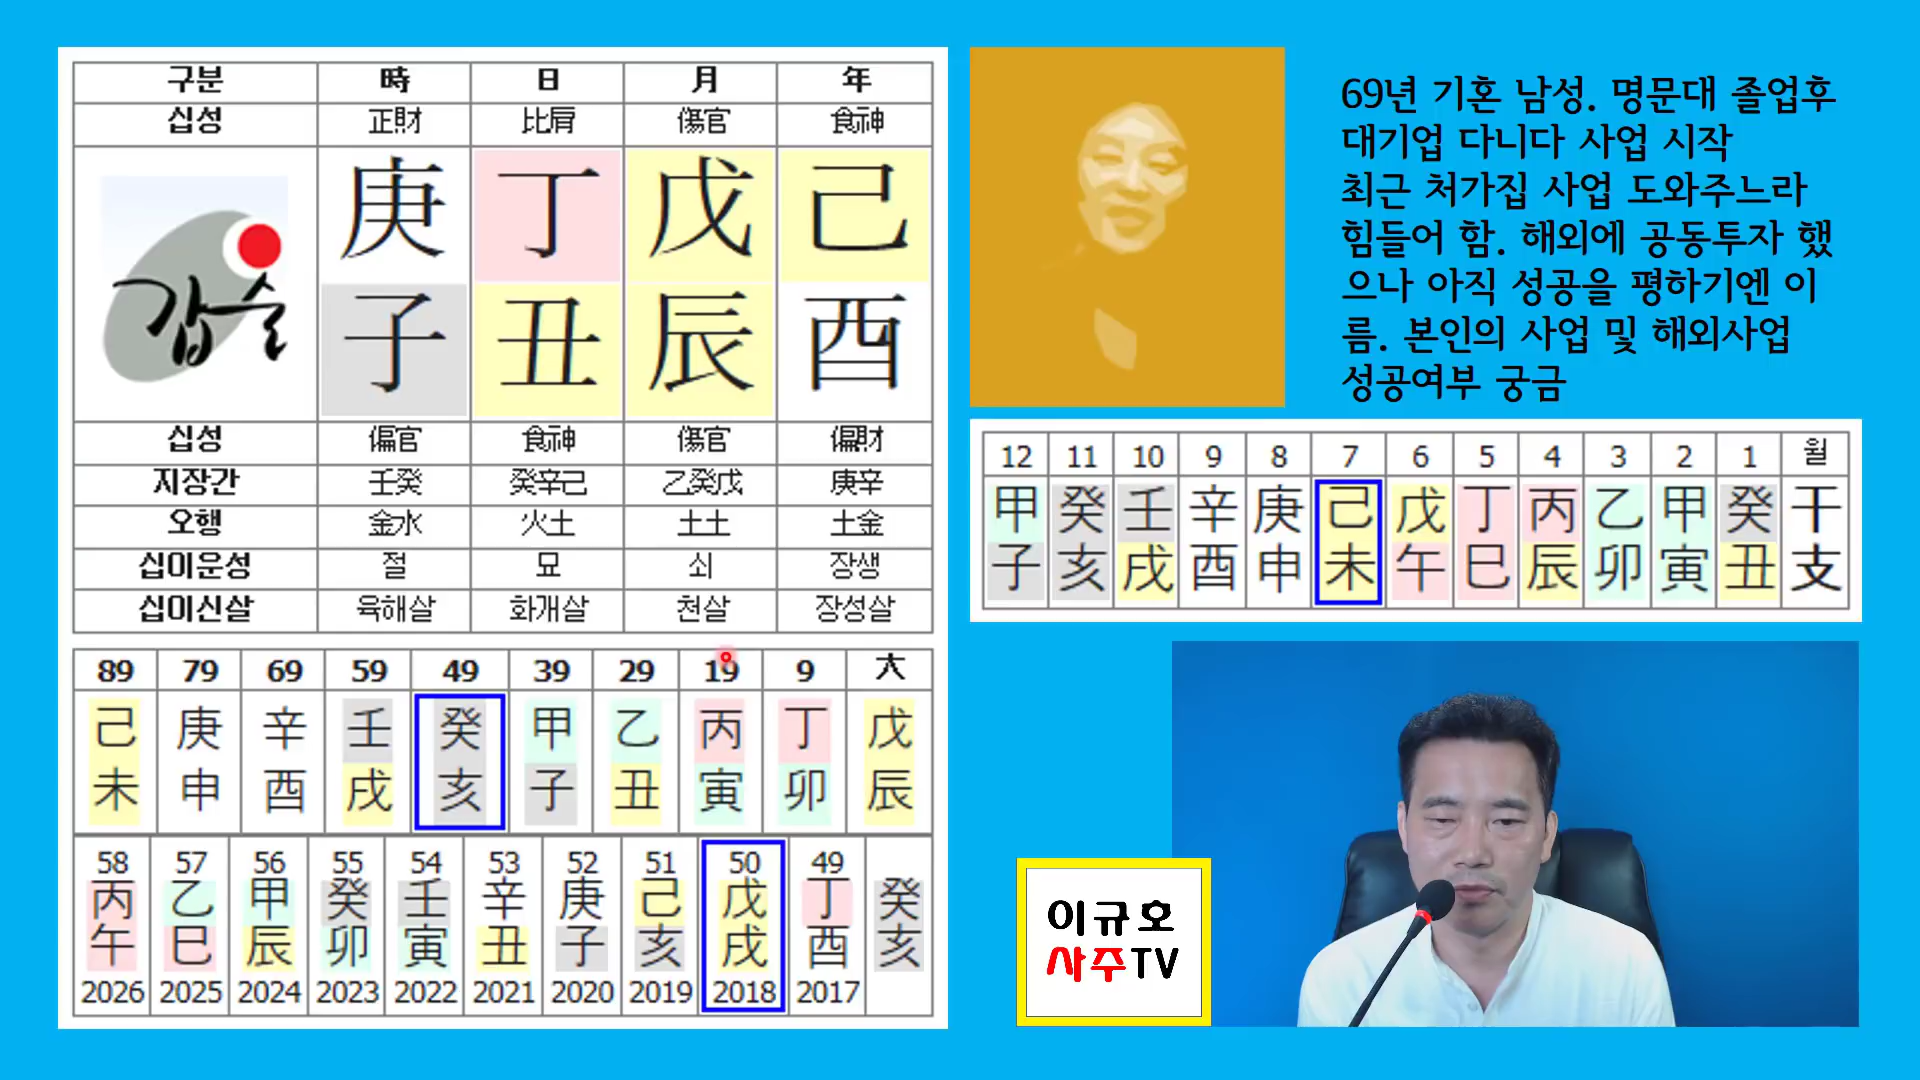 구분 時 日 月 年
십성 正財 比肩 傷官 食神
갑술
庚 丁 戊 己
子 丑 辰 酉
십성 偏官 食神 傷官 偏財
지장간 壬癸 癸辛己 乙癸戊 庚辛
오행 金水 火土 土土 土金
십이운성 절 묘 쇠 장생
십이신살 육해살 화개살 천살 장성살
89 79 69 59 49 39 29 19 9 大
己 庚 辛 壬 癸 甲 乙 丙 丁 戊
未 申 酉 戌 亥 子 丑 寅 卯 辰
58 57 56 55 54 53 52 51 50 49
丙 乙 甲 癸 壬 辛 庚 己 戊 丁 癸
午 巳 辰 卯 寅 丑 子 亥 戌 酉 亥
2026 2025 2024 2023 2022 2021 2020 2019 2018 2017
69년 기혼 남성. 명문대 졸업후
대기업 다니다 사업 시작
최근 처가집 사업 도와주느라
힘들어 함. 해외에 공동투자 했
으나 아직 성공을 평하기엔 이
름. 본인의 사업 및 해외사업
성공여부 궁금
12 11 10 9 8 7 6 5 4 3 2 1 월
甲 癸 壬 辛 庚 己 戊 丁 丙 乙 甲 癸 干
子 亥 戌 酉 申 未 午 巳 辰 卯 寅 丑 支
이규호
사주TV